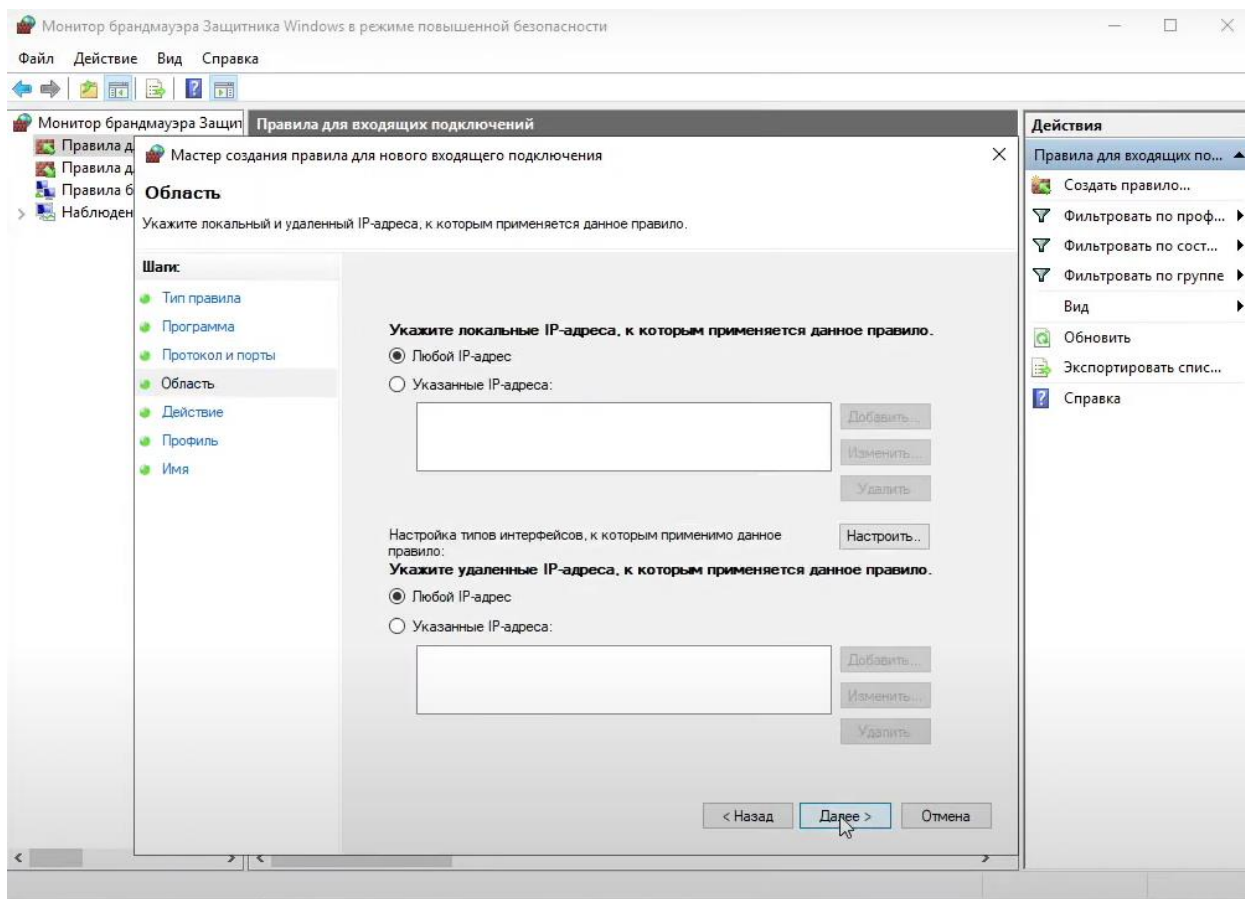 Монитор брандмауэра Защитника Windows в режиме повышенной безопасности
Файл Действие Вид Справка
Монитор брандмауэра Защит
Правила д
Правила д
Правила б
Наблюден
Правила для входящих подключений
Мастер создания правила для нового входящего подключения
Область
Укажите локальный и удаленный IP-адреса, к которым применяется данное правило.
Шаги:
Тип правила
Программа
Протокол и порты
Область
Действие
Профиль
Имя
Укажите локальные IP-адреса, к которым применяется данное правило.
Любой IP-адрес
Указанные IP-адреса:
Добавить...
Изменить...
Удалить
Настройка типов интерфейсов, к которым применимо данное
правило:
Настроить..
Укажите удаленные IP-адреса, к которым применяется данное правило.
Любой IP-адрес
Указанные IP-адреса:
Добавить...
Изменить...
Удалить
< Назад
Далее >
Отмена
Действия
Правила для входящих по...
Создать правило...
Фильтровать по проф...
Фильтровать по сост...
Фильтровать по группе
Вид
Обновить
Экспортировать спис...
Справка